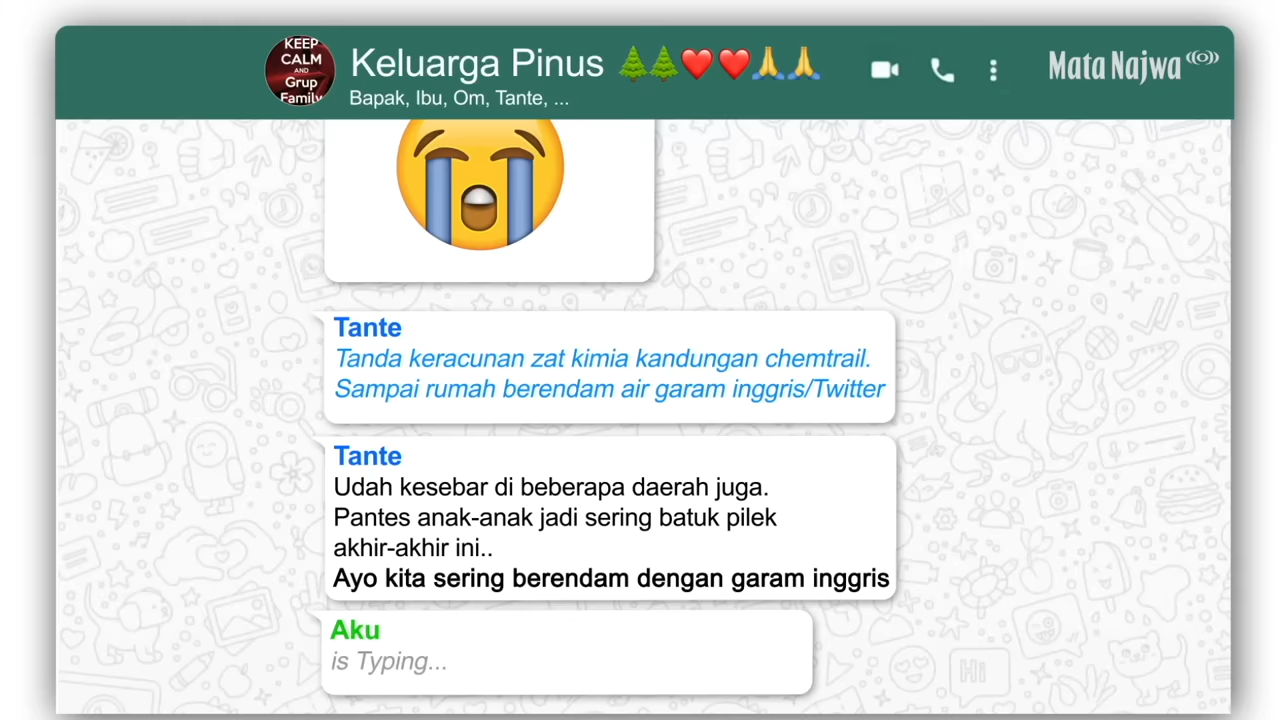 KEEP
CALM
AND
Grup
Family
Keluarga Pinus 🌲🌲❤️❤️🙏🙏
Bapak, Ibu, Om, Tante, ...
Mata Najwa
Tante
Tanda keracunan zat kimia kandungan chemtrail.
Sampai rumah berendam air garam inggris/Twitter
Tante
Udah kesebar di beberapa daerah juga.
Pantes anak-anak jadi sering batuk pilek
akhir-akhir ini..
Ayo kita sering berendam dengan garam inggris
Aku
is Typing...
Hi